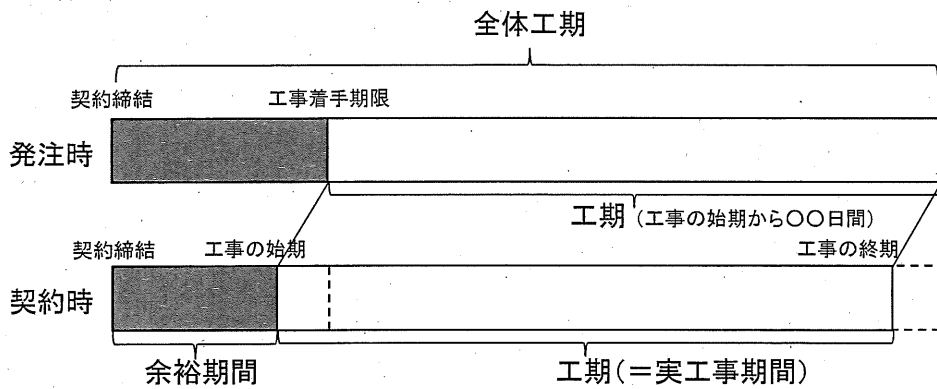 全体工期
契約締結 工事着手期限
発注時
工期（工事の始期から〇〇日間）
契約締結 工事の始期 工事の終期
契約時
余裕期間 工期（＝実工事期間）